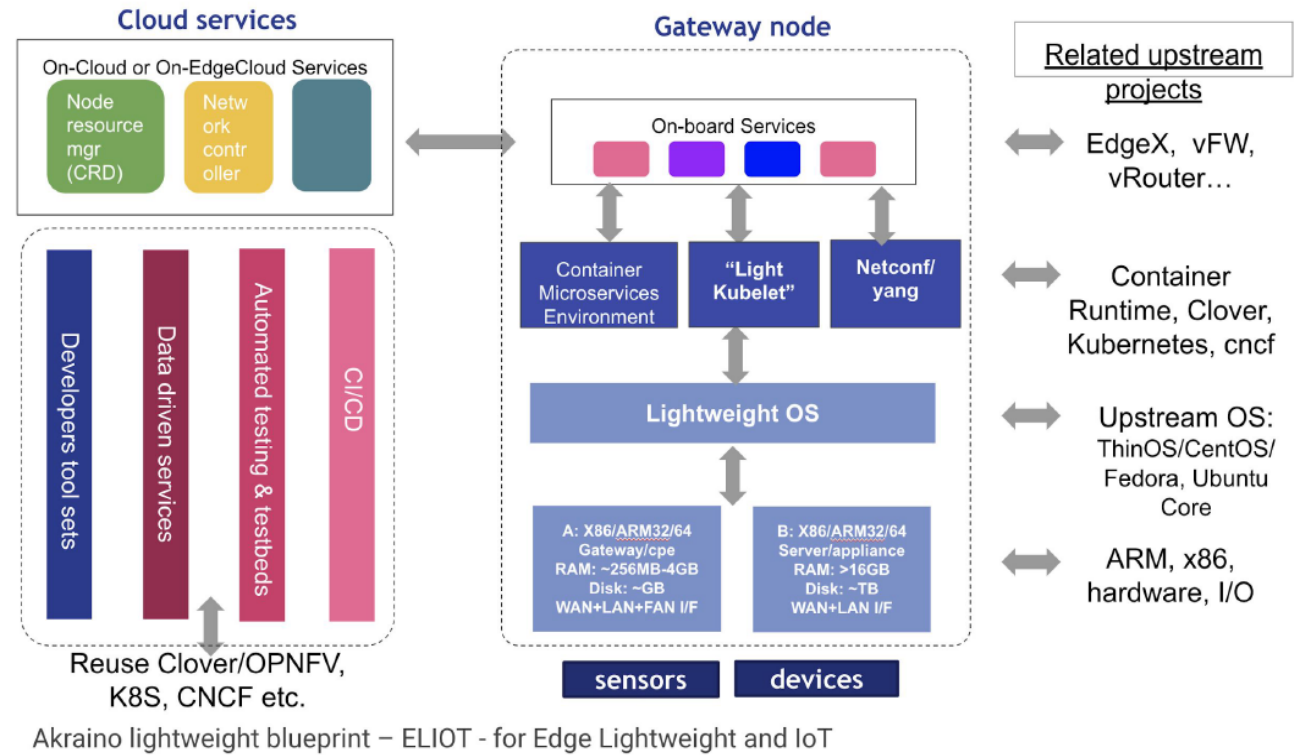 Cloud services
On-Cloud or On-EdgeCloud Services
Node
resource
mgr
(CRD)
Netw
ork
contr
oller
Developers tool sets
Data driven services
Automated testing & testbeds
CI/CD
Reuse Clover/OPNFV,
K8S, CNCF etc.
Gateway node
On-board Services
Container
Microservices
Environment
“Light
Kubelet”
Netconf/
yang
Lightweight OS
A: X86/ARM32/64
Gateway/cpe
RAM: ~256MB-4GB
Disk: ~GB
WAN+LAN+FAN I/F
B: X86/ARM32/64
Server/appliance
RAM: >16GB
Disk: ~TB
WAN+LAN I/F
sensors
devices
Related upstream
projects
EdgeX, vFW,
vRouter…
Container
Runtime, Clover,
Kubernetes, cncf
Upstream OS:
ThinOS/CentOS/
Fedora, Ubuntu
Core
ARM, x86,
hardware, I/O
Akraino lightweight blueprint – ELIOT - for Edge Lightweight and IoT